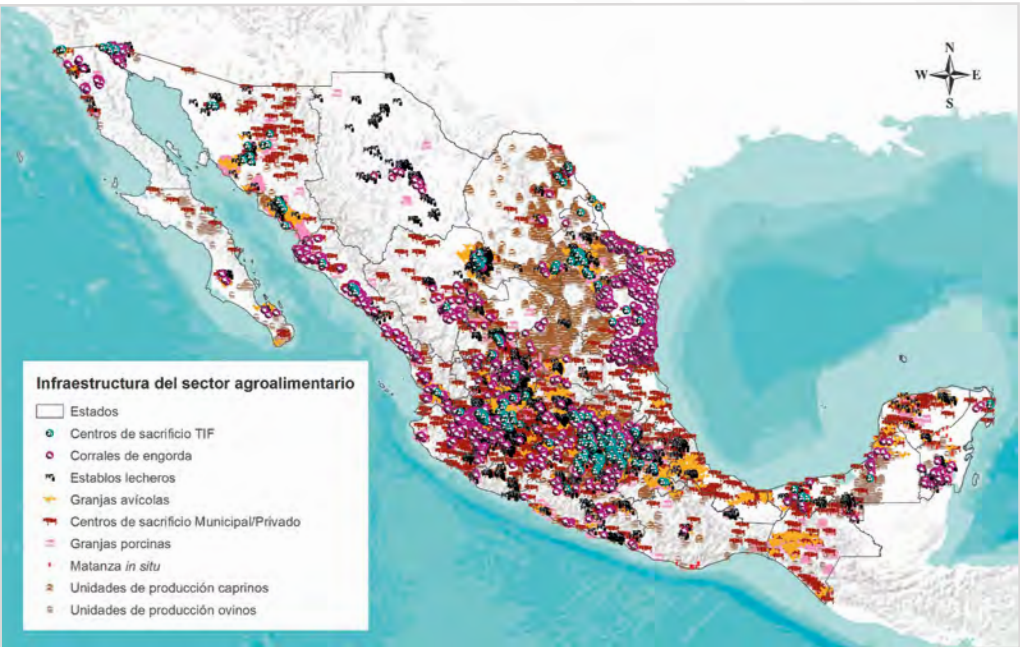 N
W E
S
Infraestructura del sector agroalimentario
Estados
Centros de sacrificio TIF
Corrales de engorda
Establos lecheros
Granjas avícolas
Centros de sacrificio Municipal/Privado
Granjas porcinas
Matanza in situ
Unidades de producción caprinos
Unidades de producción ovinos